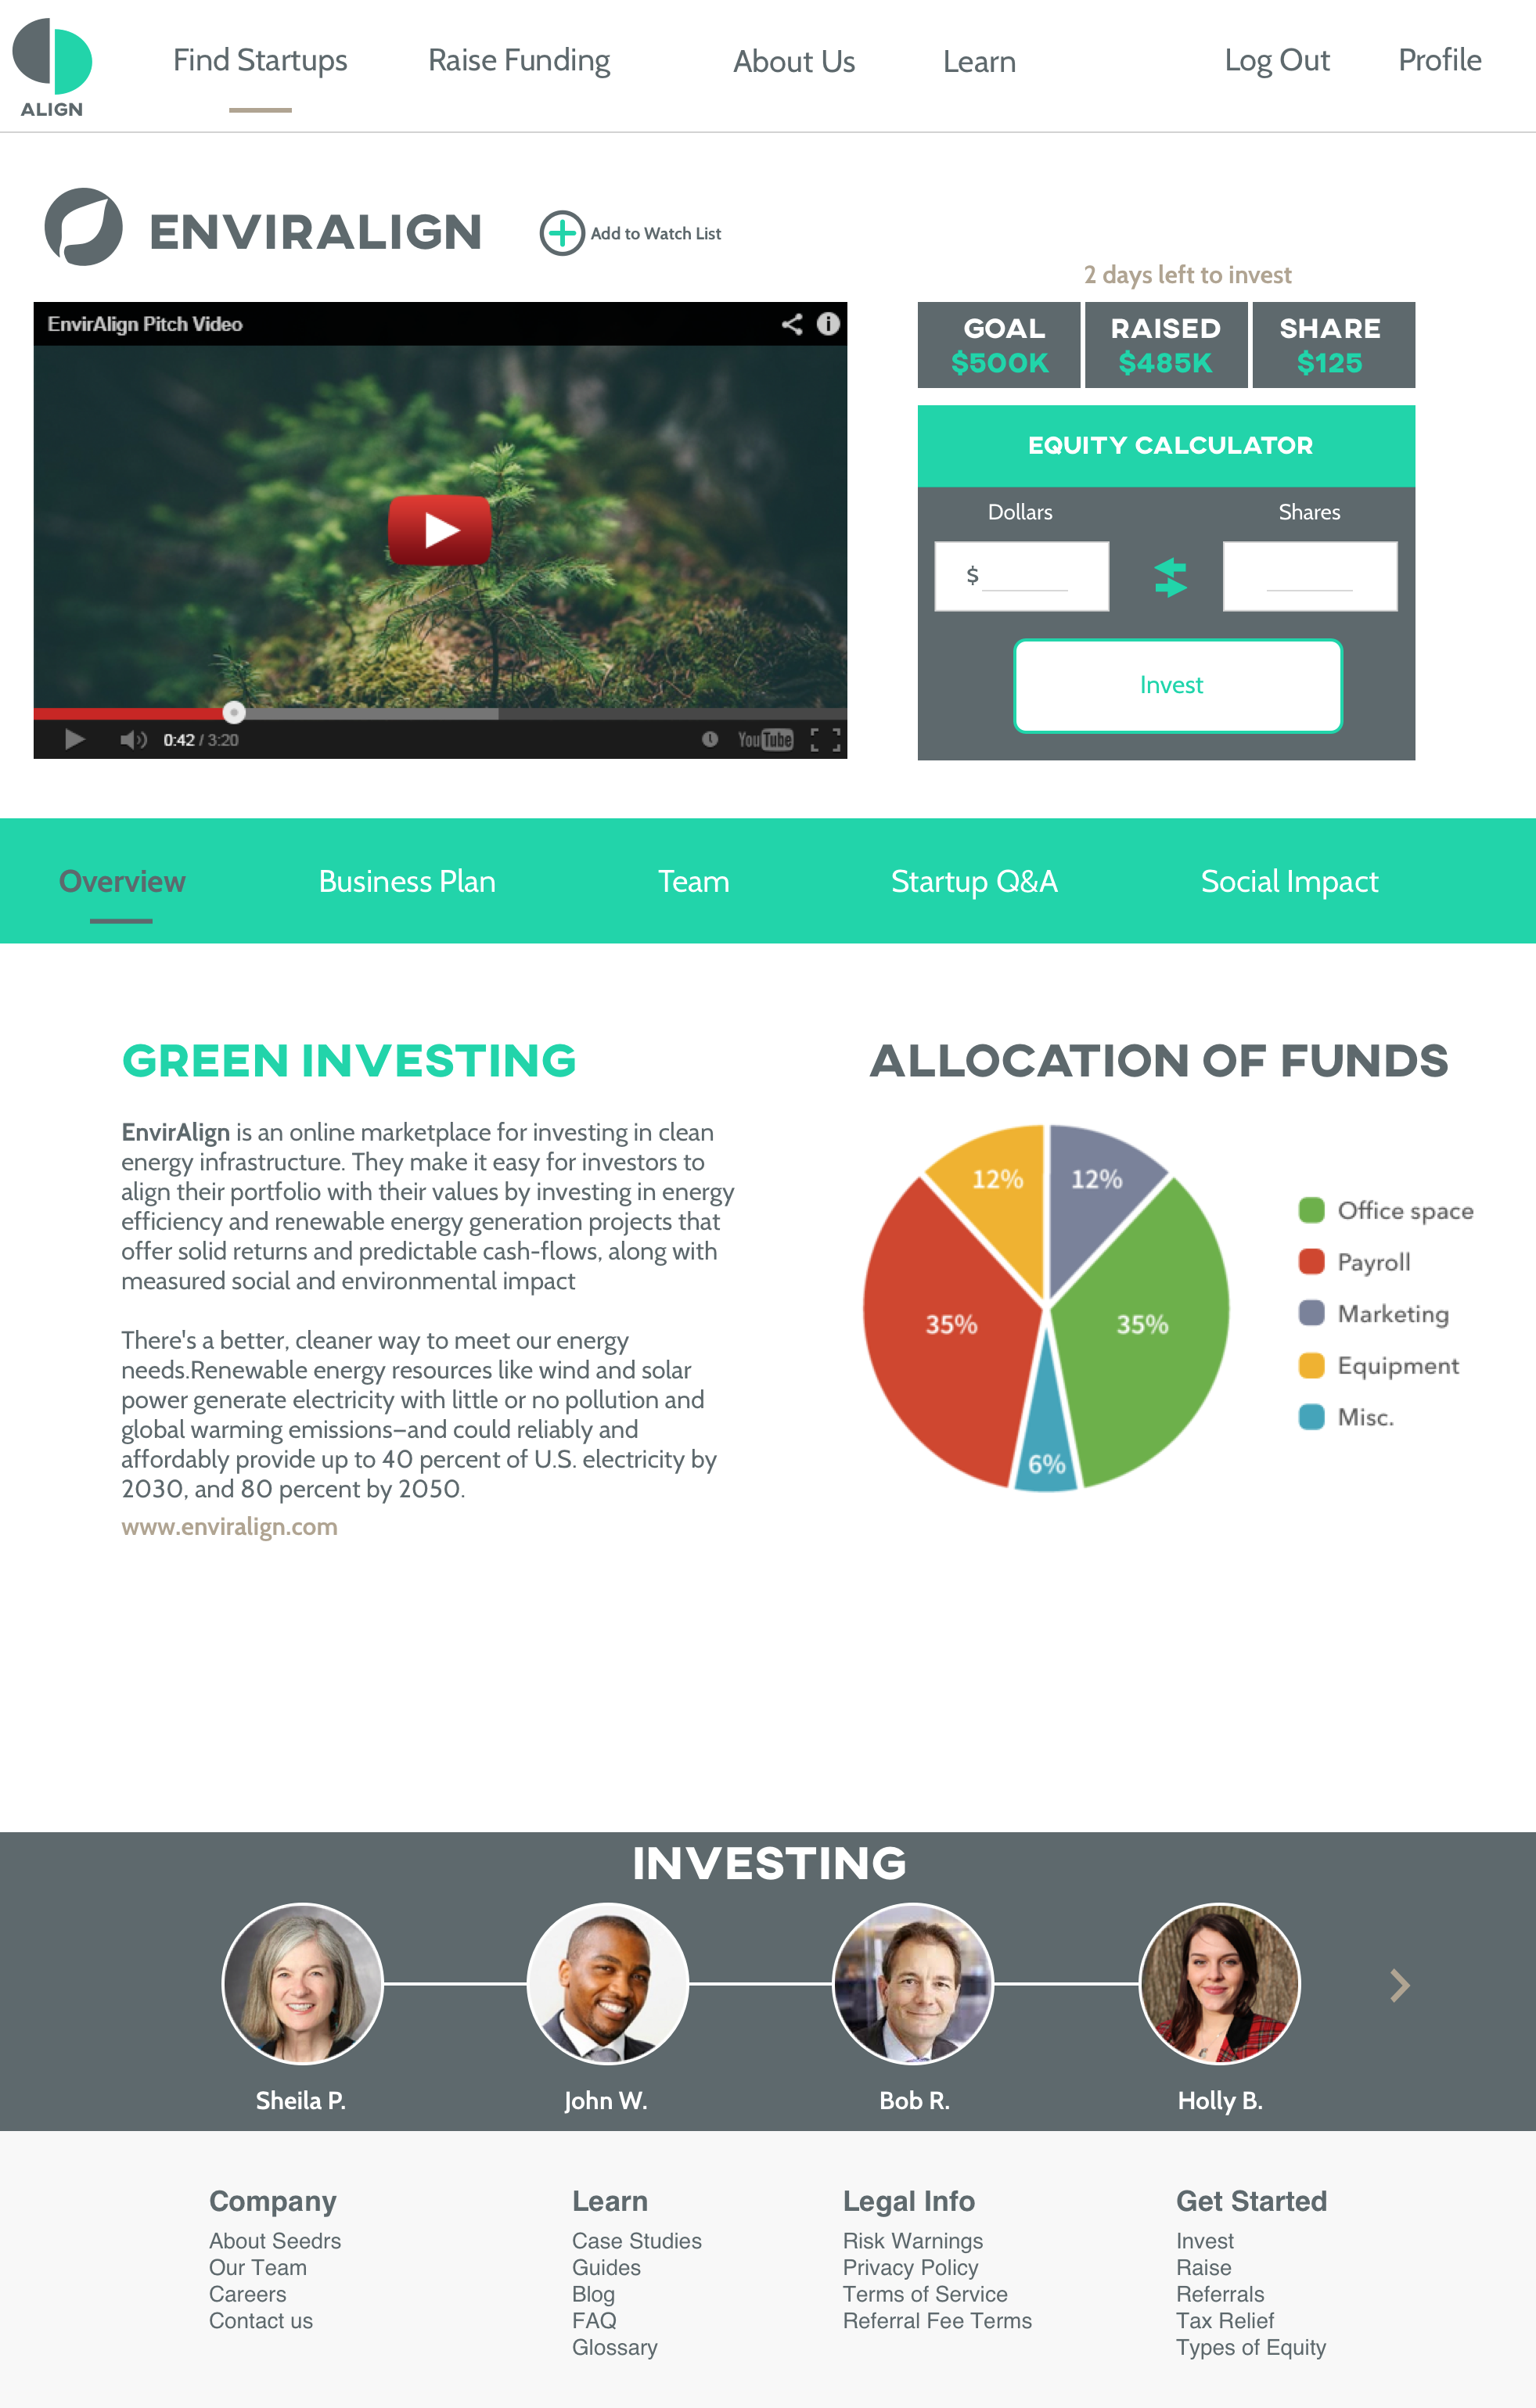 Find Startups
Raise Funding
About Us
Learn
Log Out
Profile
ALIGN
ENVIRALIGN
Add to Watch List
2 days left to invest
EnvirAlign Pitch Video
GOAL
$500K
RAISED
$485K
SHARE
$125
EQUITY CALCULATOR
Dollars
Shares
$
Invest
0:42 / 3:20
YouTube
Overview
Business Plan
Team
Startup Q&A
Social Impact
GREEN INVESTING
EnvirAlign is an online marketplace for investing in clean
energy infrastructure. They make it easy for investors to
align their portfolio with their values by investing in energy
efficiency and renewable energy generation projects that
offer solid returns and predictable cash-flows, along with
measured social and environmental impact
There's a better, cleaner way to meet our energy
needs.Renewable energy resources like wind and solar
power generate electricity with little or no pollution and
global warming emissions—and could reliably and
affordably provide up to 40 percent of U.S. electricity by
2030, and 80 percent by 2050.
www.enviralign.com
ALLOCATION OF FUNDS
12%
12%
35%
35%
6%
Office space
Payroll
Marketing
Equipment
Misc.
INVESTING
Sheila P.
John W.
Bob R.
Holly B.
Company
About Seedrs
Our Team
Careers
Contact us
Learn
Case Studies
Guides
Blog
FAQ
Glossary
Legal Info
Risk Warnings
Privacy Policy
Terms of Service
Referral Fee Terms
Get Started
Invest
Raise
Referrals
Tax Relief
Types of Equity